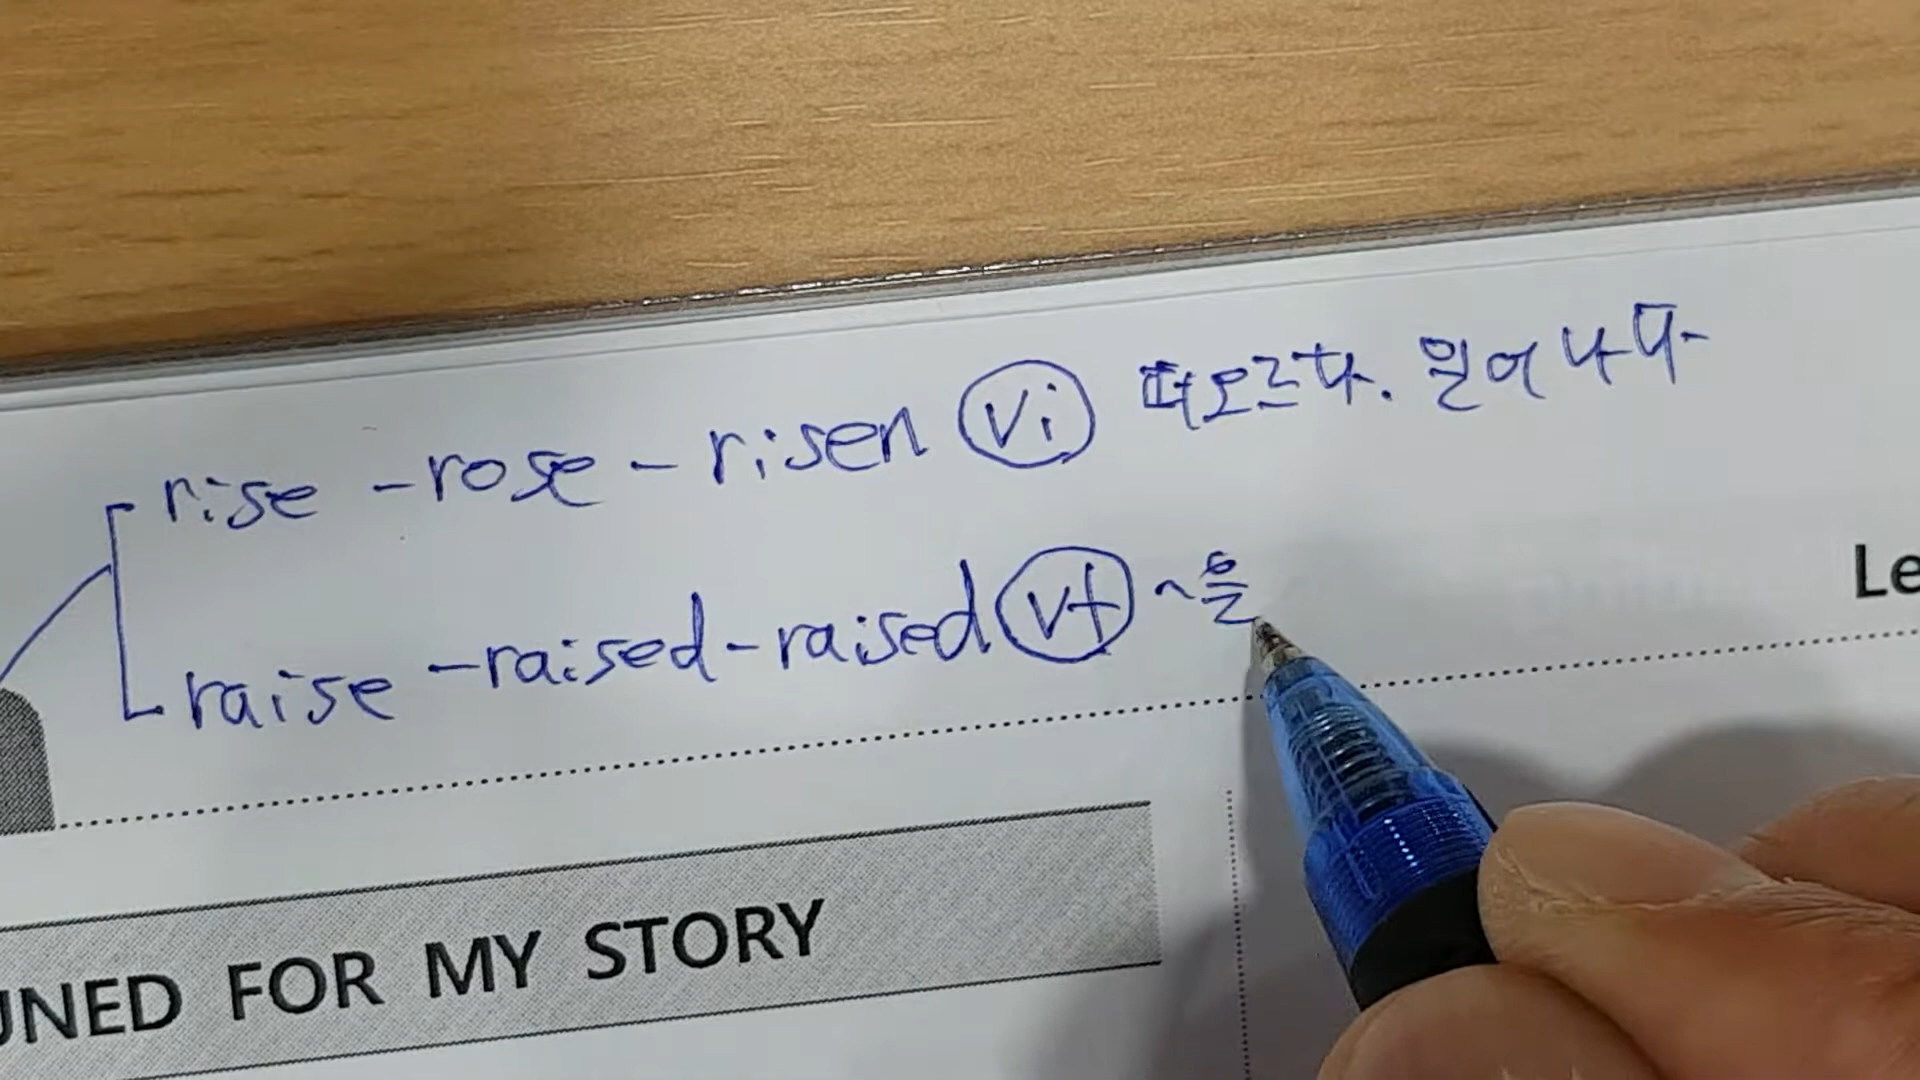 rise - rose - risen vi 떠오르다. 일어나다
raise - raised - raised vt ~을
Le
UNED FOR MY STORY